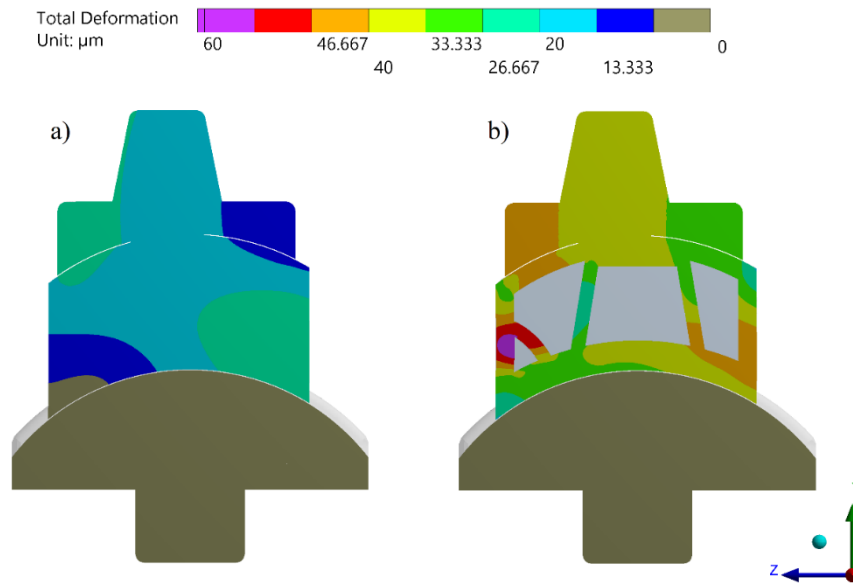 Total Deformation
Unit: µm
60 46.667 33.333 20 0
40 26.667 13.333
a) b)
Z